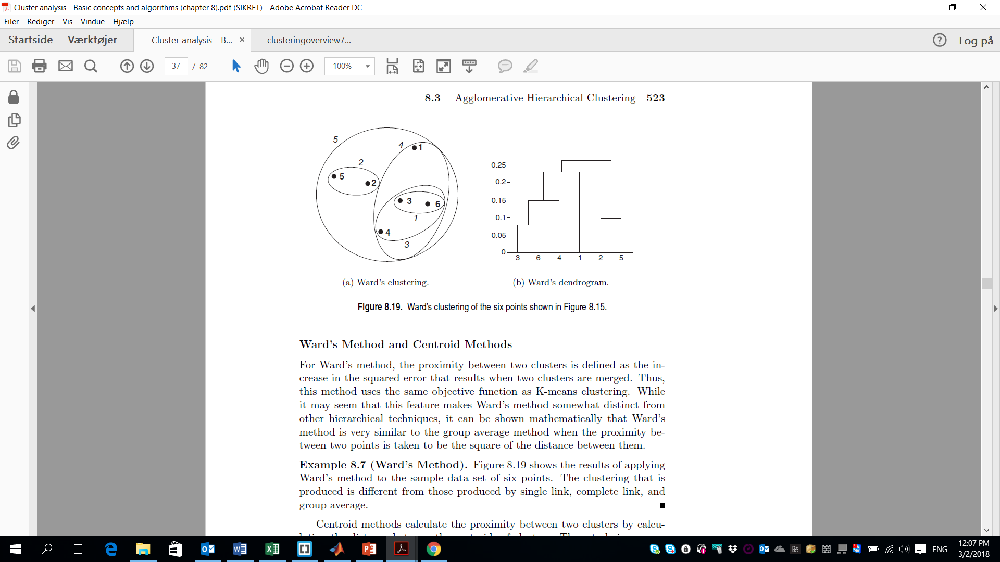 Cluster analysis - Basic concepts and algorithms (chapter 8).pdf (SIKRET) - Adobe Acrobat Reader DC
Filer Rediger Vis Vindue Hjælp
Startside Værktøjer Cluster analysis - B... × clusteringoverview7... ? Log på
37 / 82 100%
8.3 Agglomerative Hierarchical Clustering 523
5
4
1
2
5
2
3
6
1
4
3
0.25
0.2
0.15
0.1
0.05
0
3 6 4 1 2 5
(a) Ward's clustering. (b) Ward's dendrogram.
Figure 8.19. Ward's clustering of the six points shown in Figure 8.15.
Ward's Method and Centroid Methods
For Ward's method, the proximity between two clusters is defined as the in-
crease in the squared error that results when two clusters are merged. Thus,
this method uses the same objective function as K-means clustering. While
it may seem that this feature makes Ward's method somewhat distinct from
other hierarchical techniques, it can be shown mathematically that Ward's
method is very similar to the group average method when the proximity be-
tween two points is taken to be the square of the distance between them.
Example 8.7 (Ward's Method). Figure 8.19 shows the results of applying
Ward's method to the sample data set of six points. The clustering that is
produced is different from those produced by single link, complete link, and
group average.
Centroid methods calculate the proximity between two clusters by calcu-
ENG 12:07 PM
3/2/2018